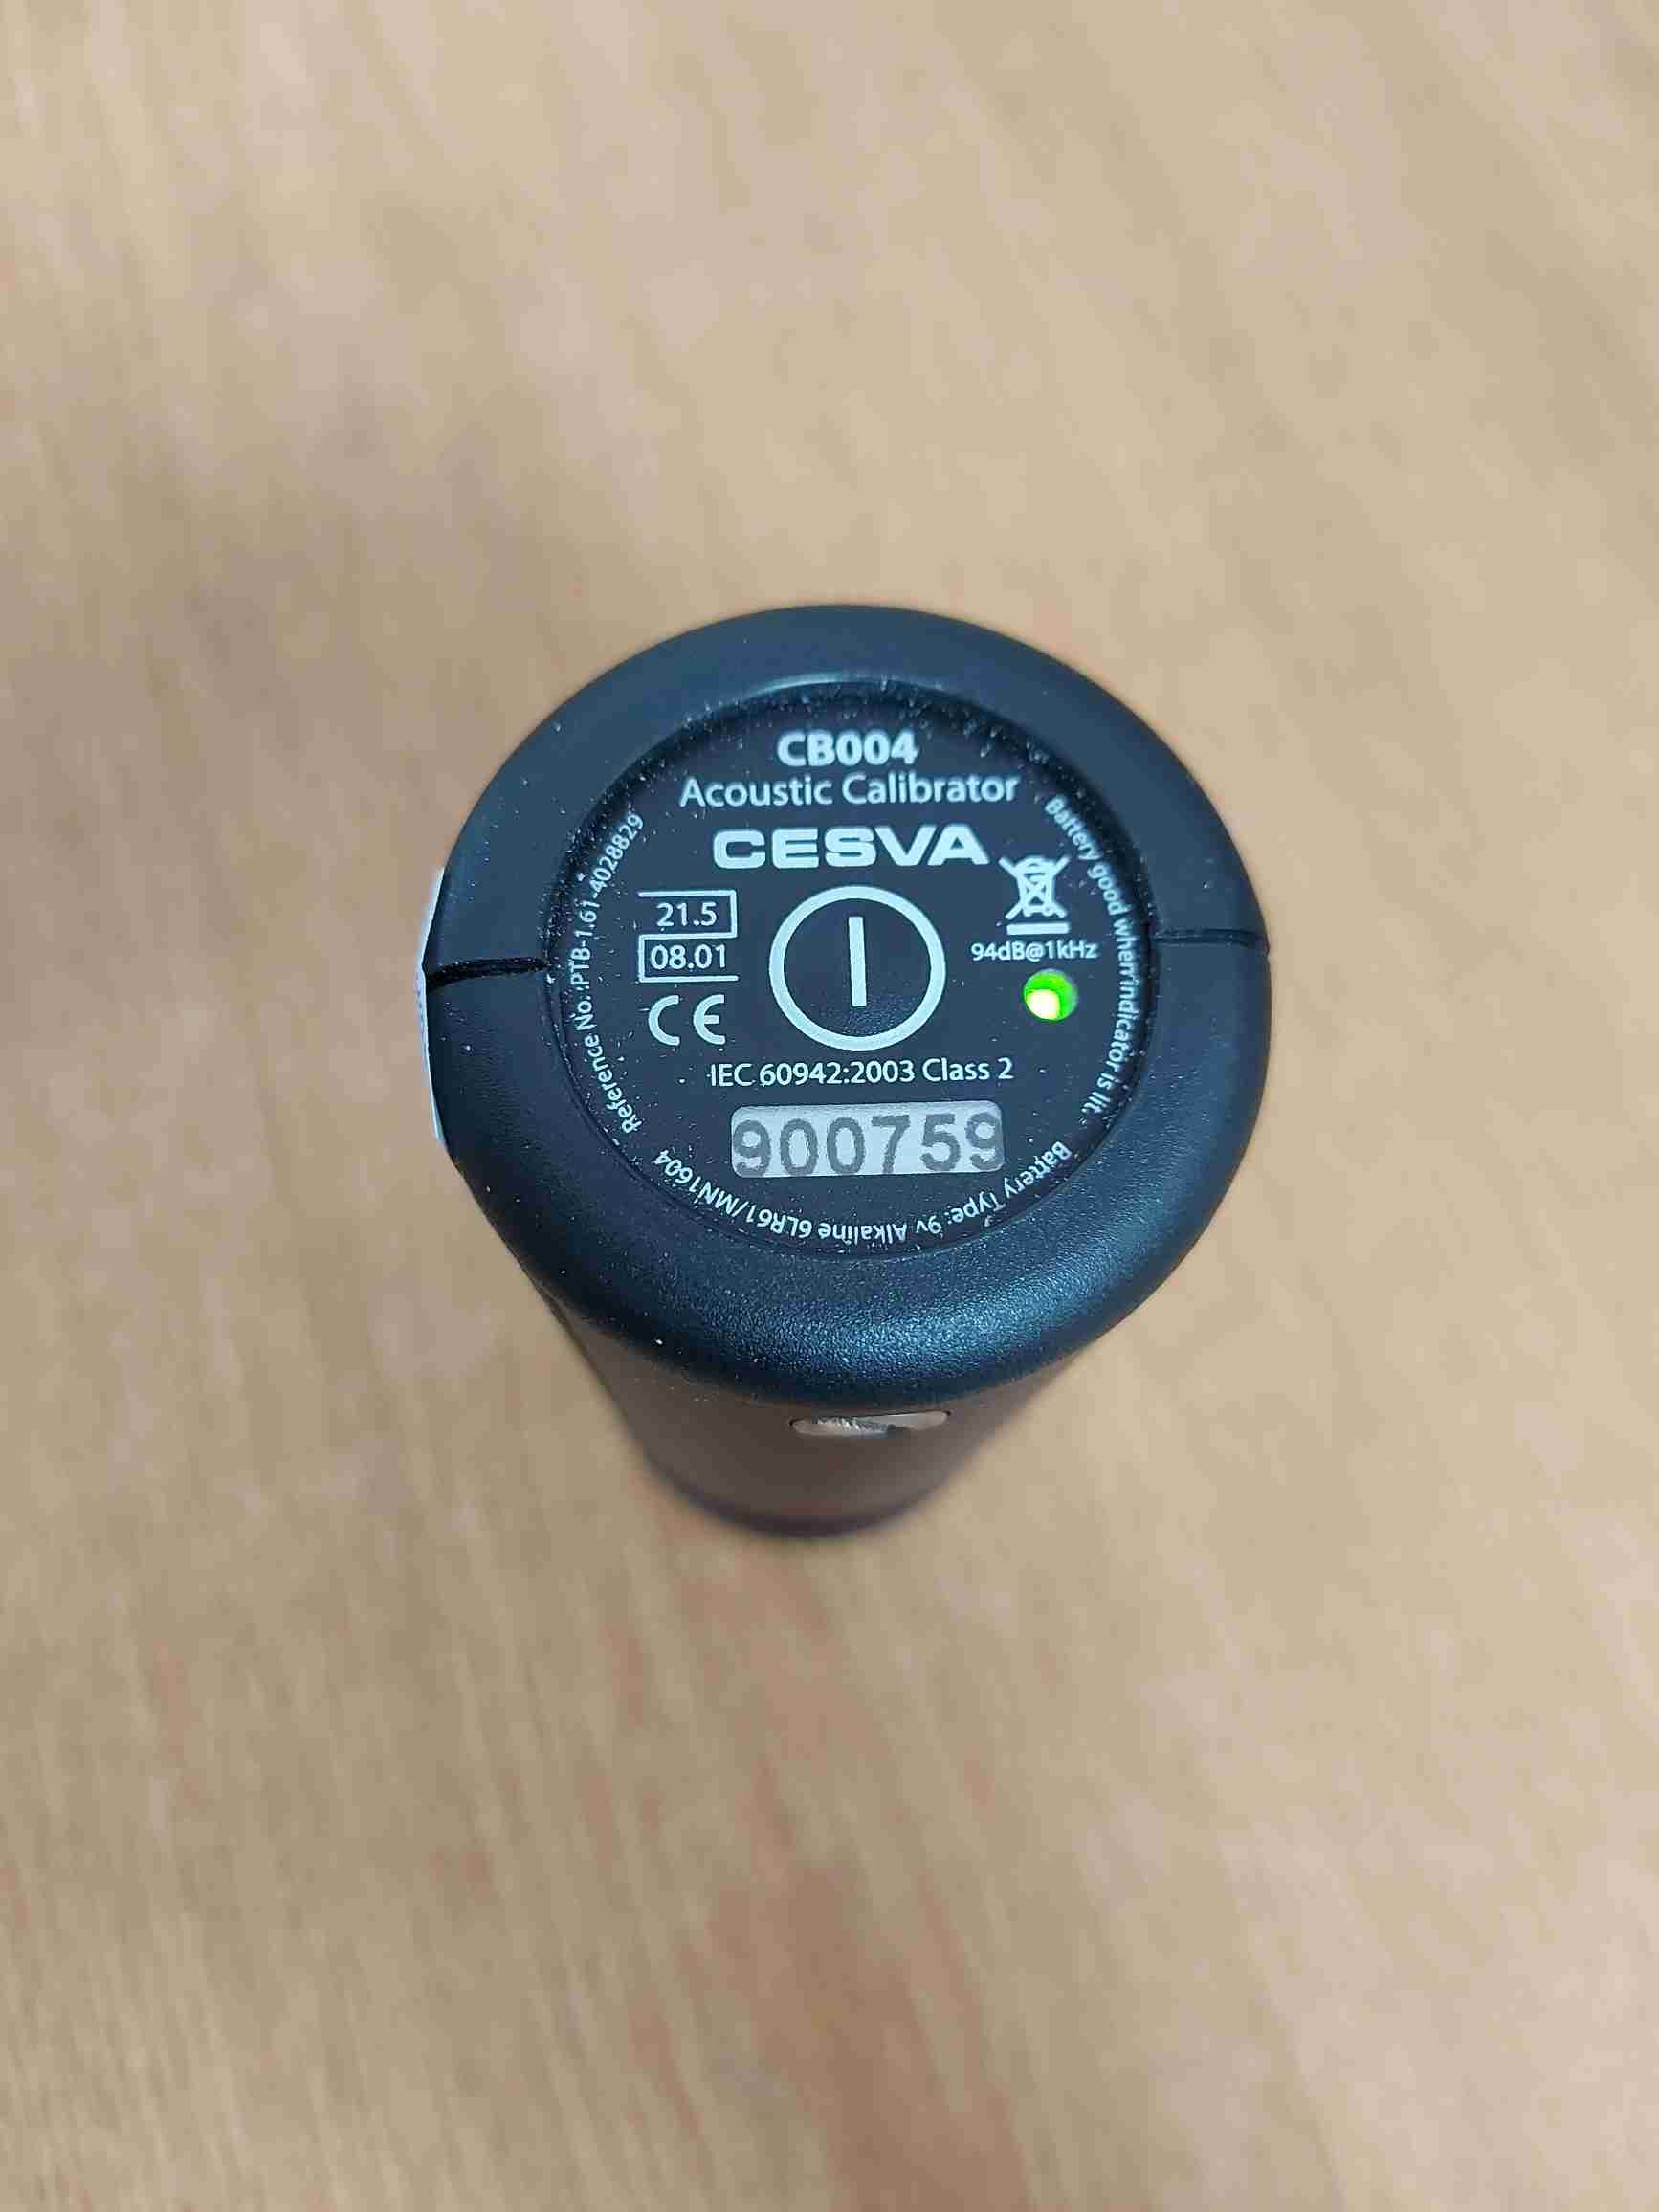 CB004
Acoustic Calibrator
CESVA
21.5
08.01
CE
94dB@1kHz
IEC 60942:2003 Class 2
900759
Reference No. PTB-1.61-4028829
Battery good when indicator is lit.
Battery Type: 9v Alkaline 6LR61/MN1604